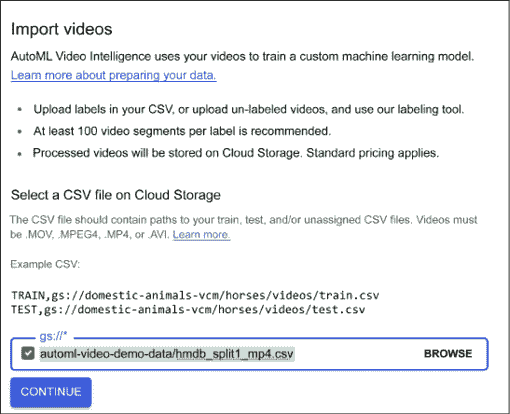 Import videos
AutoML Video Intelligence uses your videos to train a custom machine learning model.
Learn more about preparing your data.
• Upload labels in your CSV, or upload un-labeled videos, and use our labeling tool.
• At least 100 video segments per label is recommended.
• Processed videos will be stored on Cloud Storage. Standard pricing applies.
Select a CSV file on Cloud Storage
The CSV file should contain paths to your train, test, and/or unassigned CSV files. Videos must
be .MOV, .MPEG4, .MP4, or .AVI. Learn more.
Example CSV:
TRAIN,gs://domestic-animals-vcm/horses/videos/train.csv
TEST,gs://domestic-animals-vcm/horses/videos/test.csv
gs://*
automl-video-demo-data/hmdb_split1_mp4.csv BROWSE
CONTINUE